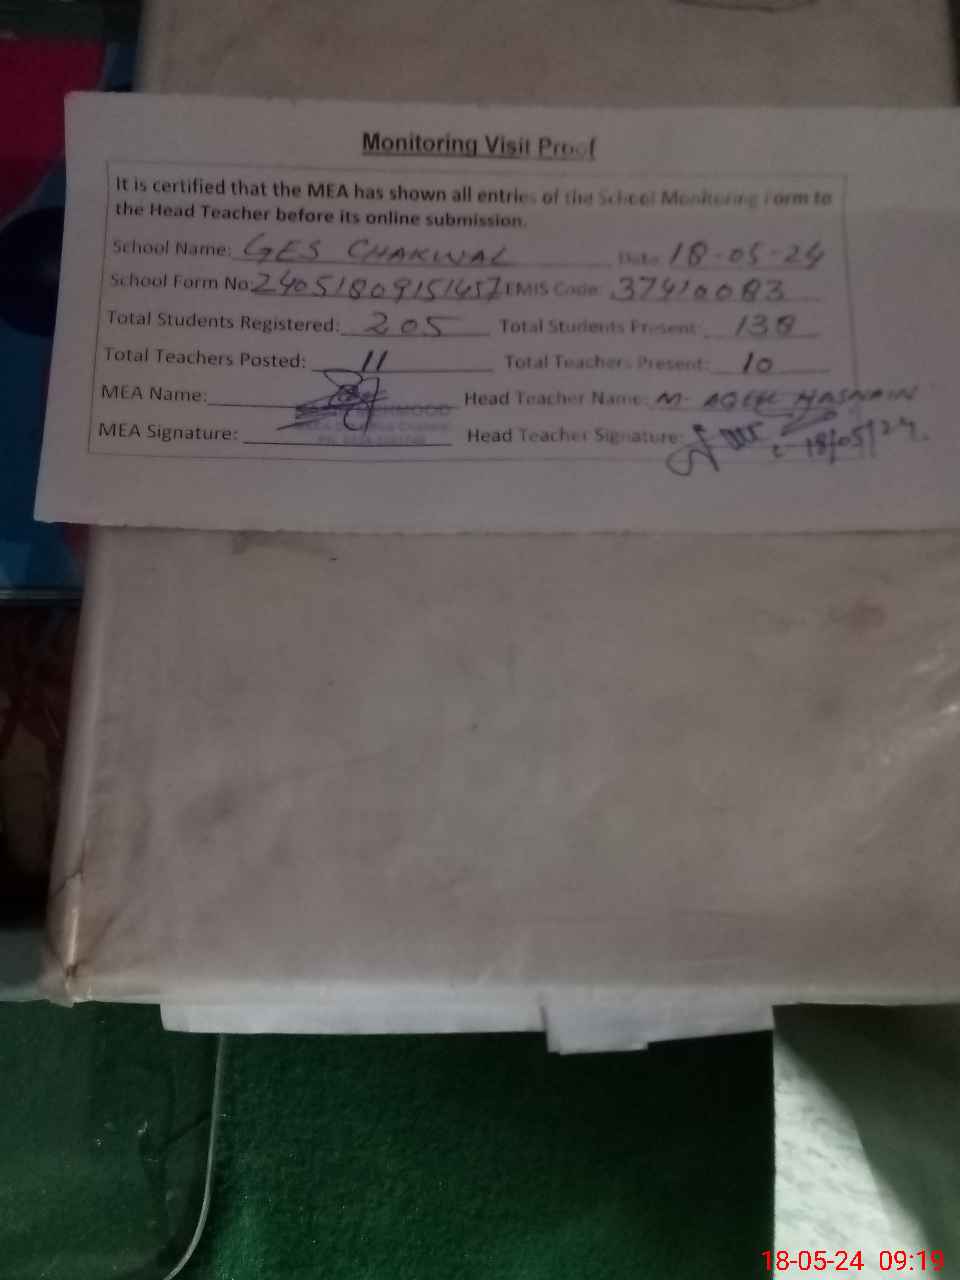 Monitoring Visit Proof
It is certified that the MEA has shown all entries of the School Monitoring Form to
the Head Teacher before its online submission.
School Name: GES CHAKWAL Date: 18-05-24
School Form No: 24051809151457 EMIS Code: 37410083
Total Students Registered: 205 Total Students Present: 138
Total Teachers Posted: 11 Total Teachers Present: 10
MEA Name: Head Teacher Name: M. AQEEL HASNAIN
MEA Signature: Head Teacher Signature: 18/05/24.
18-05-24 09:19